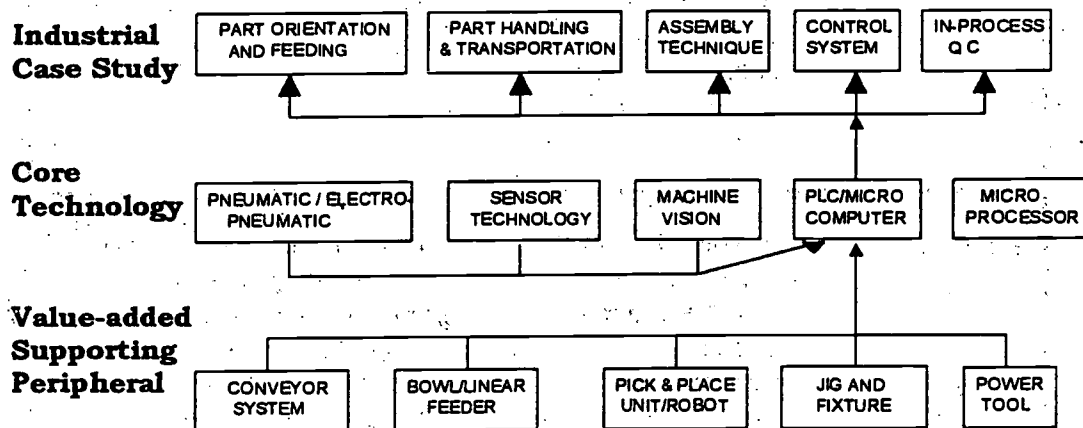 Industrial
Case Study
PART ORIENTATION
AND FEEDING
PART HANDLING
& TRANSPORTATION
ASSEMBLY
TECHNIQUE
CONTROL
SYSTEM
IN-PROCESS
Q C
Core
Technology
PNEUMATIC / ELECTRO-
PNEUMATIC
SENSOR
TECHNOLOGY
MACHINE
VISION
PLC/MICRO
COMPUTER
MICRO
PROCESSOR
Value-added
Supporting
Peripheral
CONVEYOR
SYSTEM
BOWL/LINEAR
FEEDER
PICK & PLACE
UNIT/ROBOT
JIG AND
FIXTURE
POWER
TOOL